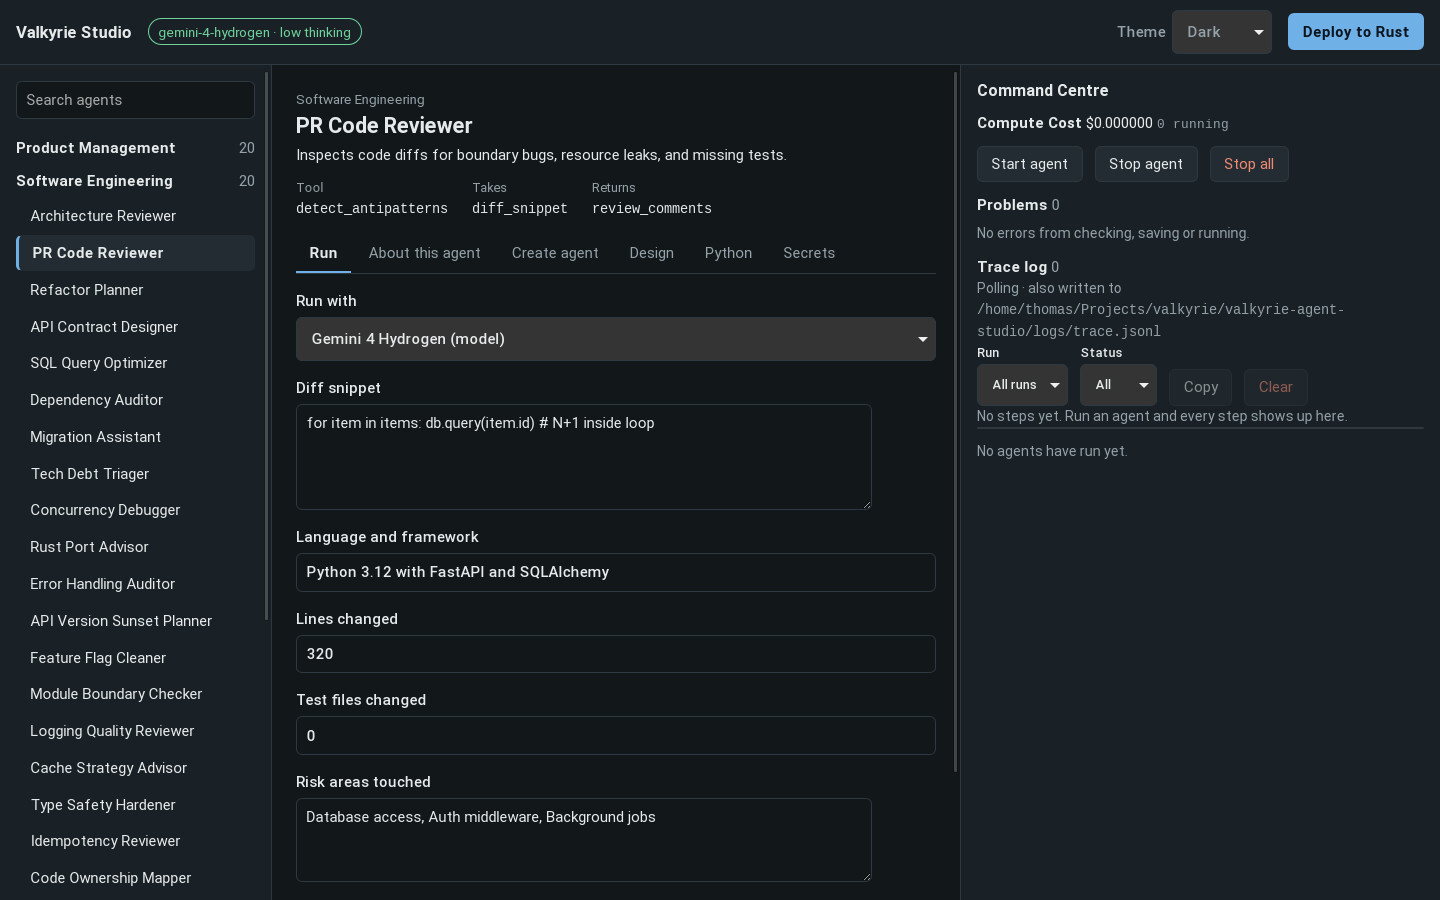 Valkyrie Studio
gemini-4-hydrogen · low thinking
Theme
Dark
Deploy to Rust
Search agents
Product Management 20
Software Engineering 20
Architecture Reviewer
PR Code Reviewer
Refactor Planner
API Contract Designer
SQL Query Optimizer
Dependency Auditor
Migration Assistant
Tech Debt Triager
Concurrency Debugger
Rust Port Advisor
Error Handling Auditor
API Version Sunset Planner
Feature Flag Cleaner
Module Boundary Checker
Logging Quality Reviewer
Cache Strategy Advisor
Type Safety Hardener
Idempotency Reviewer
Code Ownership Mapper
Software Engineering
PR Code Reviewer
Inspects code diffs for boundary bugs, resource leaks, and missing tests.
Tool Takes Returns
detect_antipatterns diff_snippet review_comments
Run About this agent Create agent Design Python Secrets
Run with
Gemini 4 Hydrogen (model)
Diff snippet
for item in items: db.query(item.id) # N+1 inside loop
Language and framework
Python 3.12 with FastAPI and SQLAlchemy
Lines changed
320
Test files changed
0
Risk areas touched
Database access, Auth middleware, Background jobs
Command Centre
Compute Cost $0.000000 0 running
Start agent Stop agent Stop all
Problems 0
No errors from checking, saving or running.
Trace log 0
Polling · also written to
/home/thomas/Projects/valkyrie/valkyrie-agent-
studio/logs/trace.jsonl
Run Status
All runs All Copy Clear
No steps yet. Run an agent and every step shows up here.
No agents have run yet.